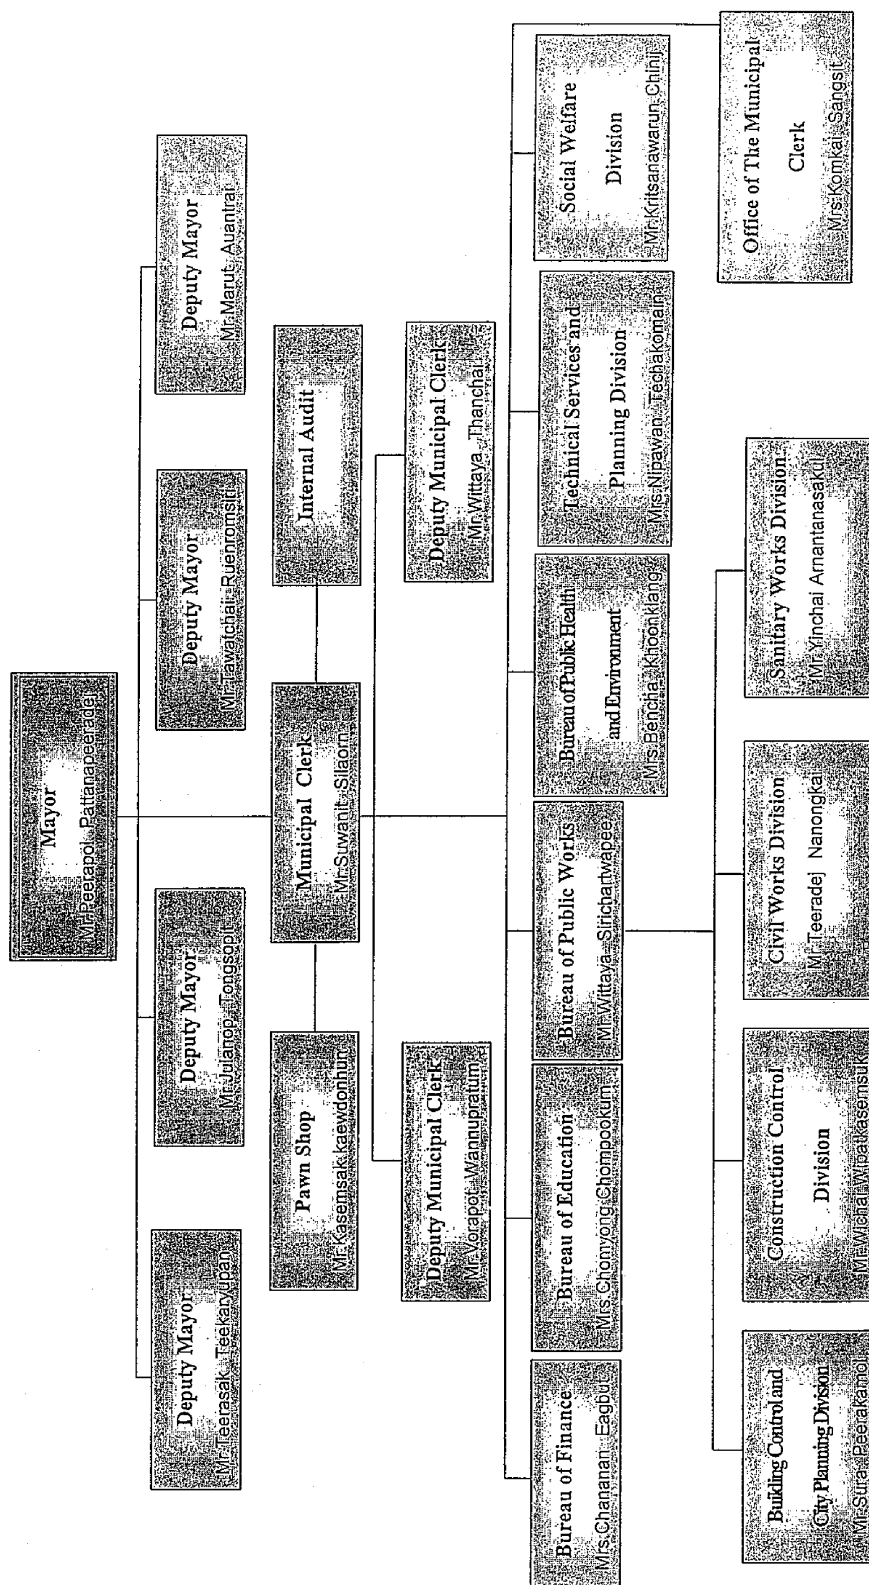 Mayor
Mr.Peerapol Pattanapeeradej
Deputy Mayor
Mr.Teerasak Teekaryupan
Deputy Mayor
Mr.Julanop Tongsopit
Deputy Mayor
Mr.Tawatchai Ruenromsiri
Deputy Mayor
Mr.Marut Auantrai
Pawn Shop
Mr.Kasemsak kaewdonhun
Municipal Clerk
Mr.Suwanit Silaorn
Internal Audit
Deputy Municipal Clerk
Mr.Vorapot Wannupratum
Deputy Municipal Clerk
Mr.Wittaya Thanchai
Bureau of Finance
Mrs.Chananan Eagbut
Bureau of Education
Mrs.Chomyong Chompookum
Bureau of Public Works
Mr.Wittaya Sirichartwapee
Bureau of Public Health
and Environment
Mrs.Bencha Khoonklang
Technical Services and
Planning Division
Mrs.Nipawan Techakomain
Social Welfare
Division
Mr.Kritsanawarun Chinij
Building Control and
City Planning Division
Mr.Sura Peerakamol
Construction Control
Division
Mr.Wichai Wipatkasemsuk
Civil Works Division
Mr.Teeradej Nanongkai
Sanitary Works Division
Mr.Yinchai Arnantanasakul
Office of The Municipal
Clerk
Mrs.Komkai Sangsit